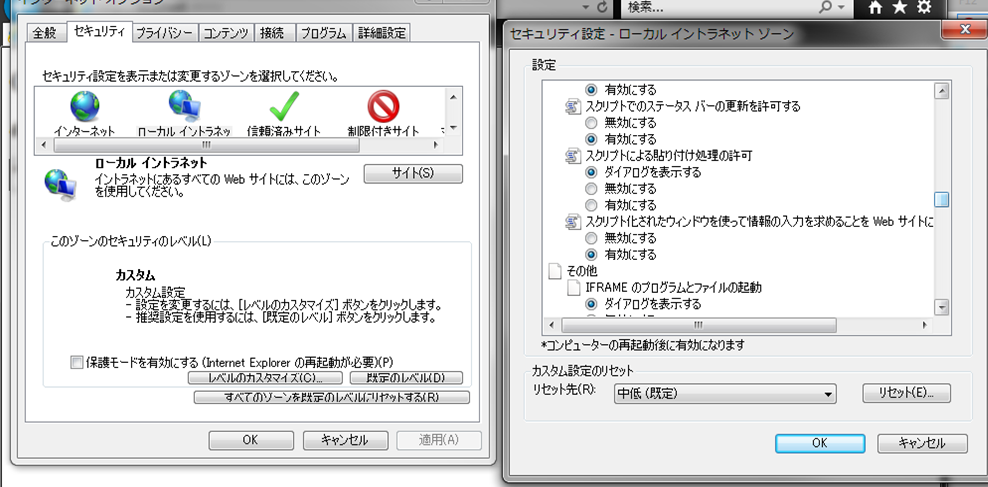 インターネット オプション
全般
セキュリティ
プライバシー
コンテンツ
接続
プログラム
詳細設定
セキュリティ設定を表示または変更するゾーンを選択してください。
インターネット
ローカル イントラネッ
信頼済みサイト
制限付きサイト
ローカル イントラネット
イントラネットにあるすべての Web サイトには、このゾーン
を使用してください。
サイト(S)
このゾーンのセキュリティのレベル(L)
カスタム
カスタム設定
- 設定を変更するには、[レベルのカスタマイズ] ボタンをクリックします。
- 推奨設定を使用するには、[既定のレベル] ボタンをクリックします。
保護モードを有効にする (Internet Explorer の再起動が必要)(P)
レベルのカスタマイズ(C)...
既定のレベル(D)
すべてのゾーンを既定のレベルにリセットする(R)
OK
キャンセル
適用(A)
検索...
セキュリティ設定 - ローカル イントラネット ゾーン
設定
有効にする
スクリプトでのステータス バーの更新を許可する
無効にする
有効にする
スクリプトによる貼り付け処理の許可
ダイアログを表示する
無効にする
有効にする
スクリプト化されたウィンドウを使って情報の入力を求めることを Web サイトに
無効にする
有効にする
その他
IFRAME のプログラムとファイルの起動
ダイアログを表示する
*コンピューターの再起動後に有効になります
カスタム設定のリセット
リセット先(R):
中低 (既定)
リセット(E)...
OK
キャンセル